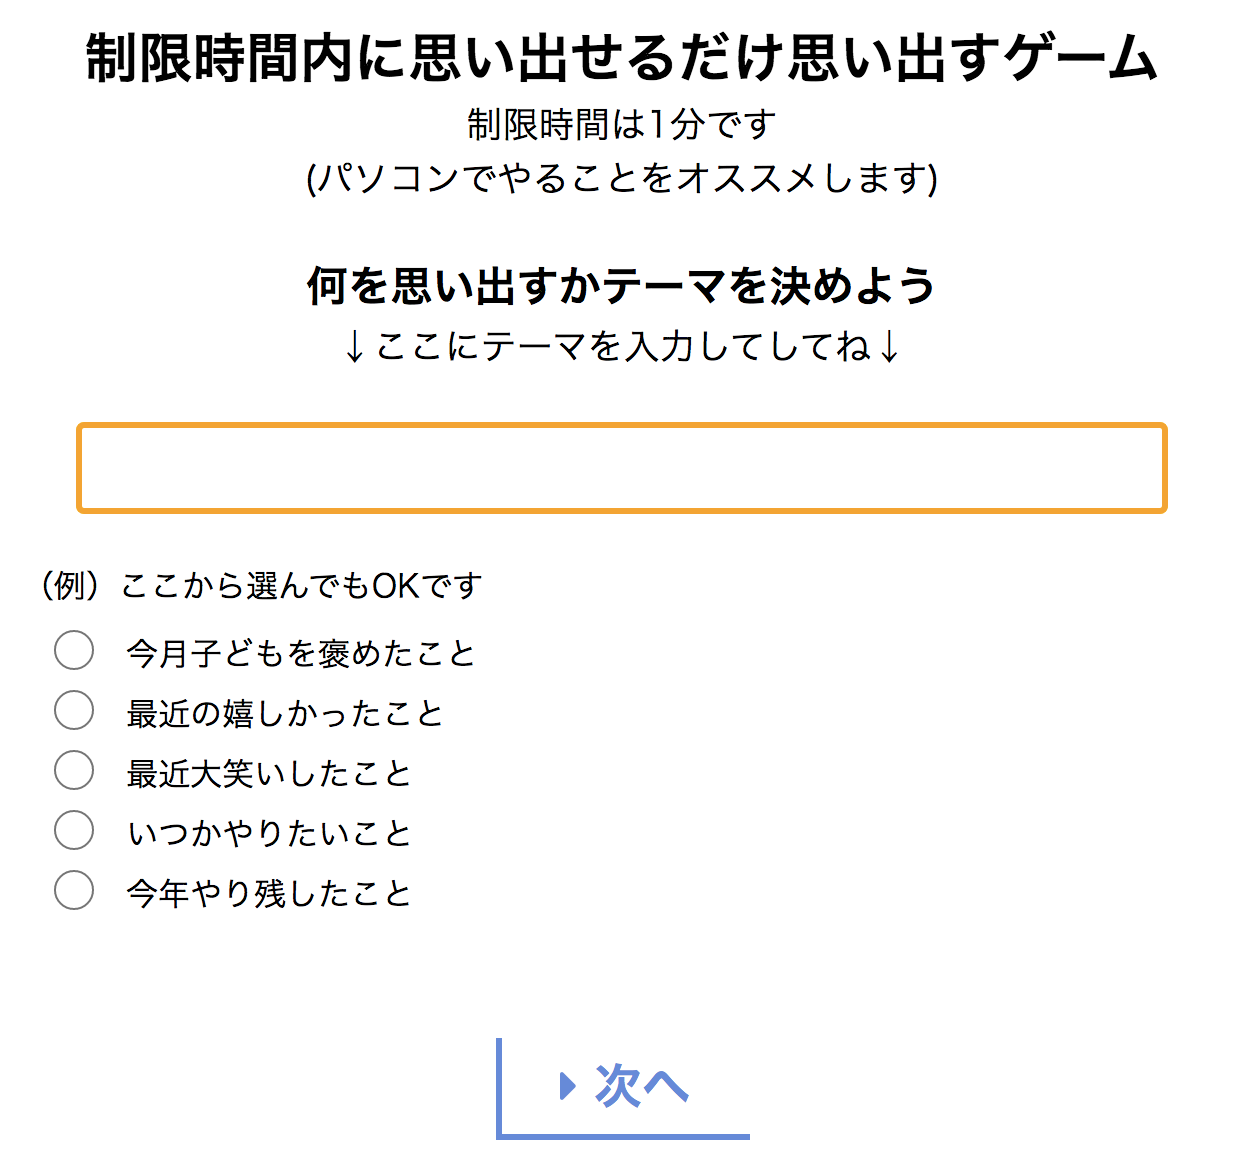 制限時間内に思い出せるだけ思い出すゲーム
制限時間は1分です
(パソコンでやることをオススメします)
何を思い出すかテーマを決めよう
↓ここにテーマを入力してしてね↓
（例）ここから選んでもOKです
今月子どもを褒めたこと
最近の嬉しかったこと
最近大笑いしたこと
いつかやりたいこと
今年やり残したこと
次へ